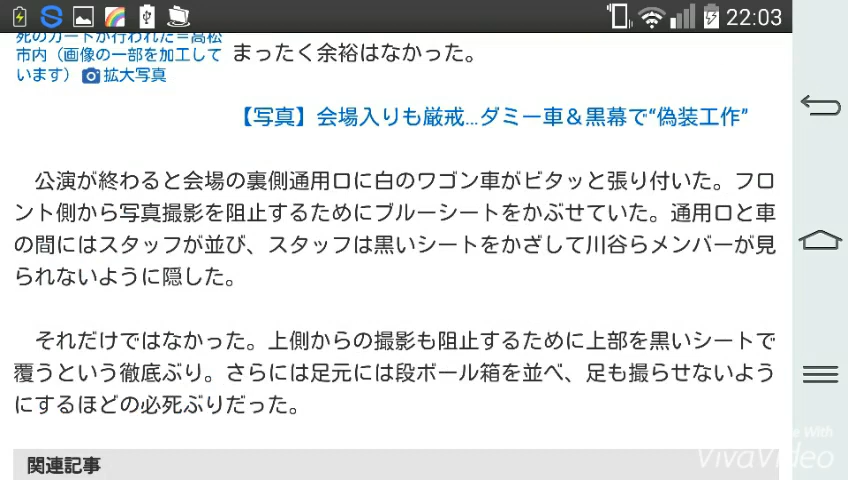 22:03
死のガードが行われた＝高松
市内（画像の一部を加工して
います） 拡大写真
まったく余裕はなかった。
【写真】会場入りも厳戒...ダミー車＆黒幕で“偽装工作”
公演が終わると会場の裏側通用口に白のワゴン車がピタッと張り付いた。フロ
ント側から写真撮影を阻止するためにブルーシートをかぶせていた。通用口と車
の間にはスタッフが並び、スタッフは黒いシートをかざして川谷らメンバーが見
られないように隠した。
それだけではなかった。上側からの撮影も阻止するために上部を黒いシートで
覆うという徹底ぶり。さらには足元には段ボール箱を並べ、足も撮らせないよう
にするほどの必死ぶりだった。
関連記事
Made With
VivaVideo